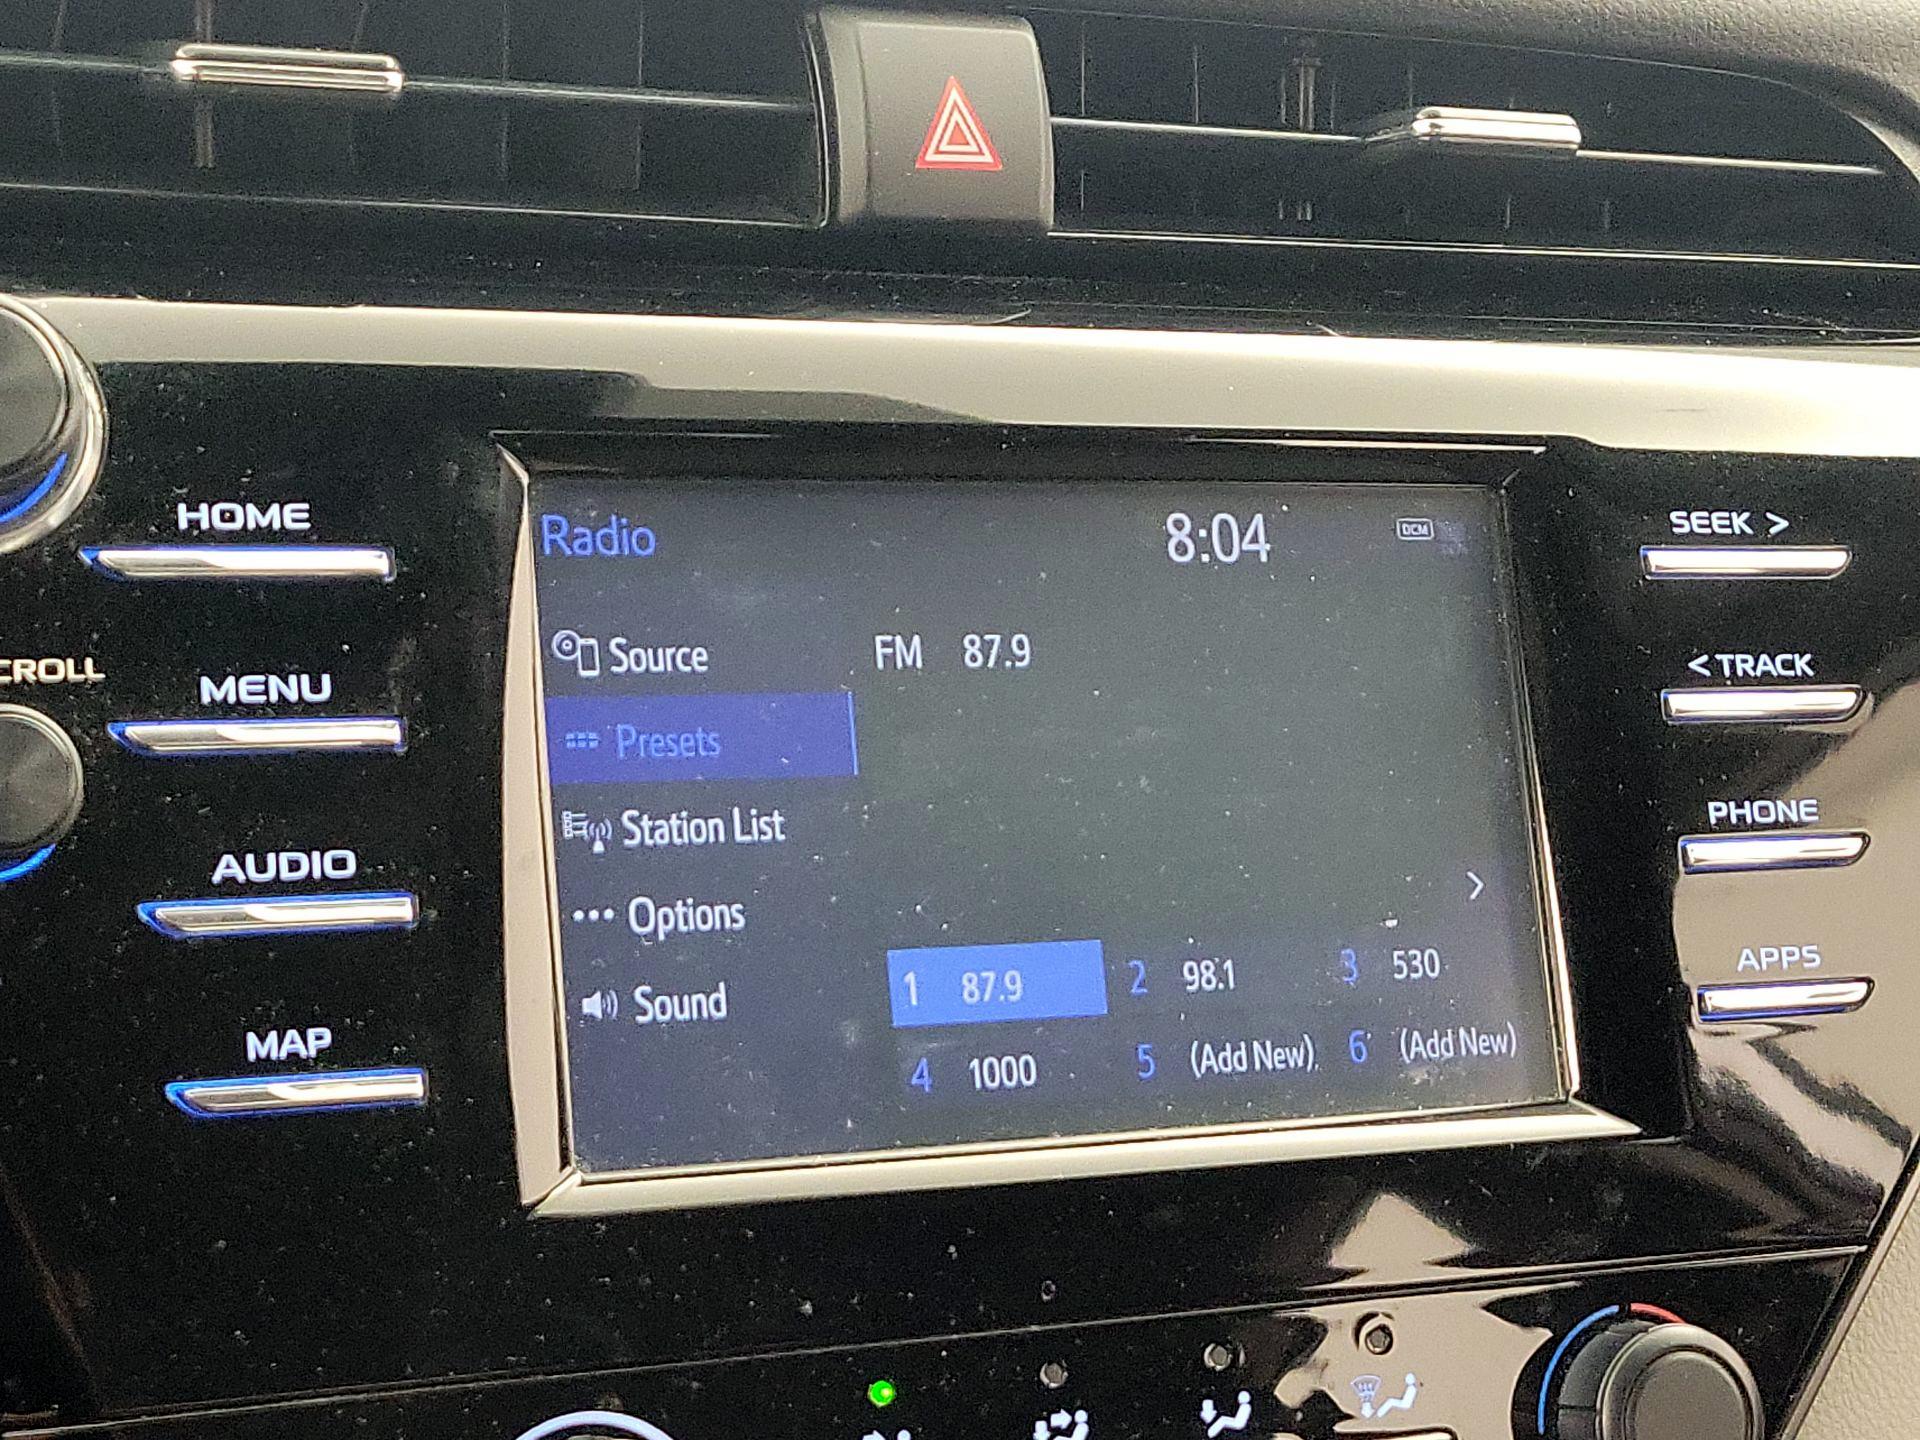 Radio 8:04 DCM
Source
Presets
Station List
Options
Sound
FM 87.9
>
1 87.9 2 98.1 3 530
4 1000 5 (Add New) 6 (Add New)
HOME
MENU
AUDIO
MAP
CROLL
SEEK >
< TRACK
PHONE
APPS